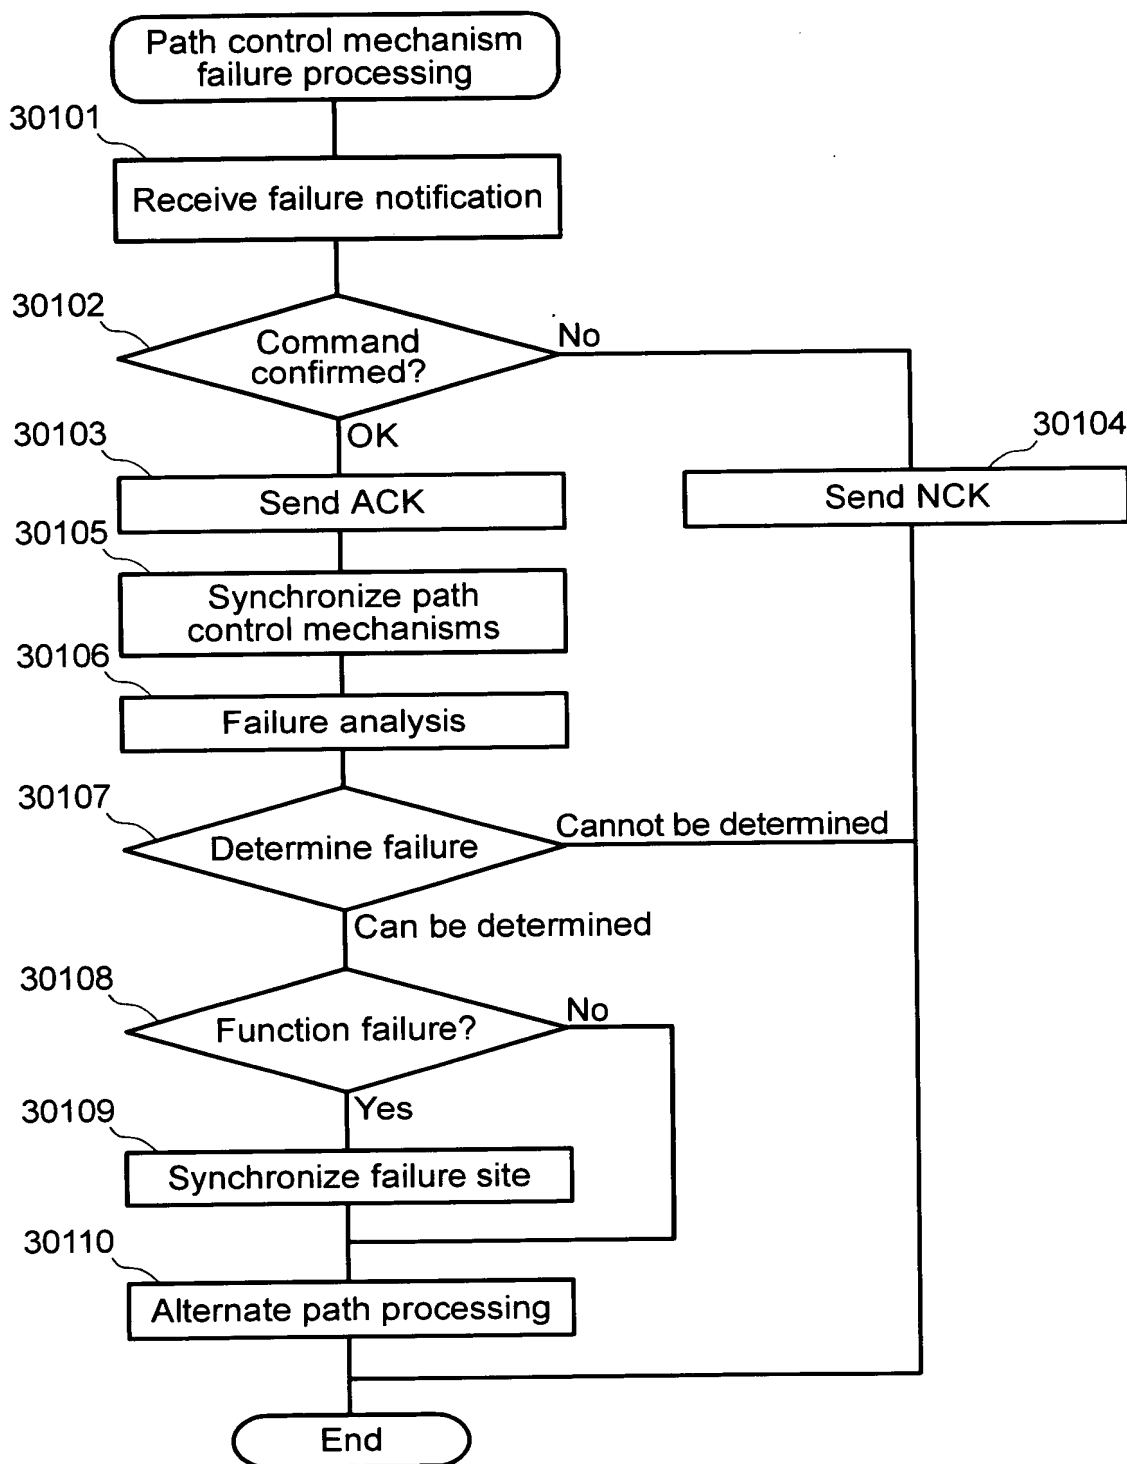 Path control mechanism
failure processing
30101
Receive failure notification
30102
Command
confirmed?
No
OK
30103
Send ACK
30104
Send NCK
30105
Synchronize path
control mechanisms
30106
Failure analysis
30107
Determine failure
Cannot be determined
Can be determined
30108
Function failure?
No
Yes
30109
Synchronize failure site
30110
Alternate path processing
End